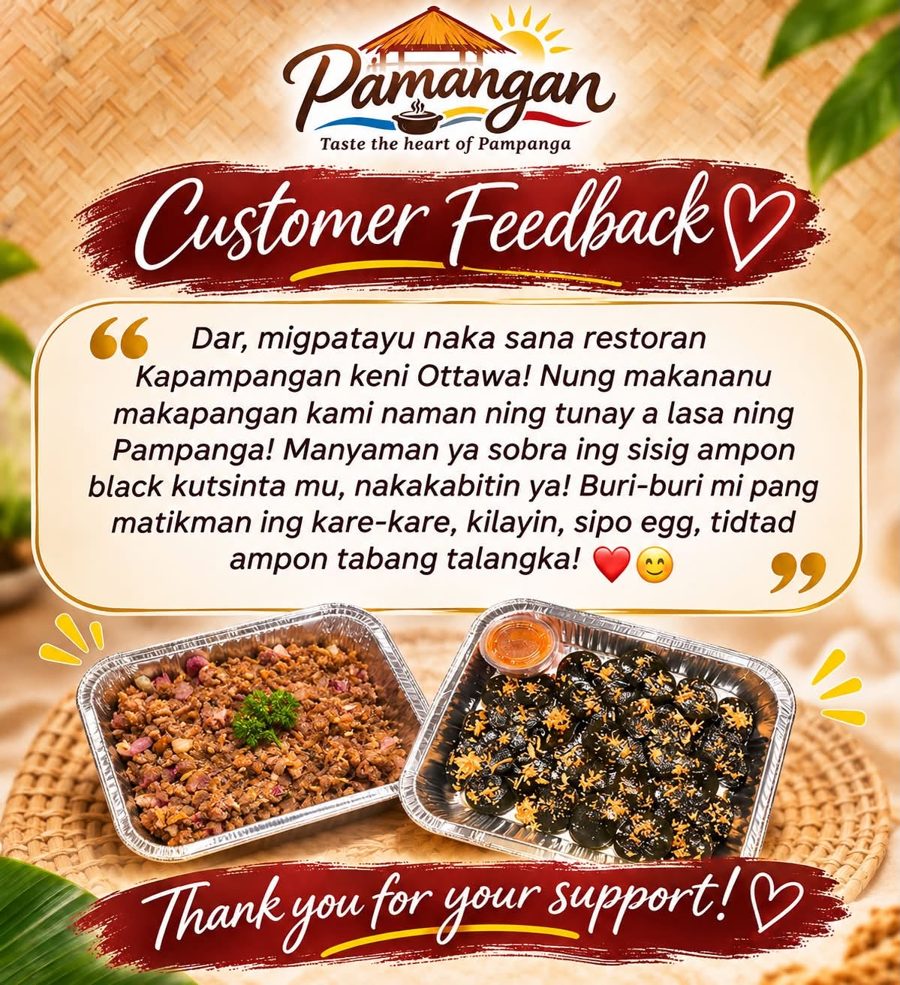 Pamangan
Taste the heart of Pampanga
Customer Feedback
“ Dar, migpatayu naka sana restoran
Kapampangan keni Ottawa! Nung makananu
makapangan kami naman ning tunay a lasa ning
Pampanga! Manyaman ya sobra ing sisig ampon
black kutsinta mu, nakakabitin ya! Buri-buri mi pang
matikman ing kare-kare, kilayin, sipo egg, tidtad
ampon tabang talangka! ❤️😊 ”
Thank you for your support!